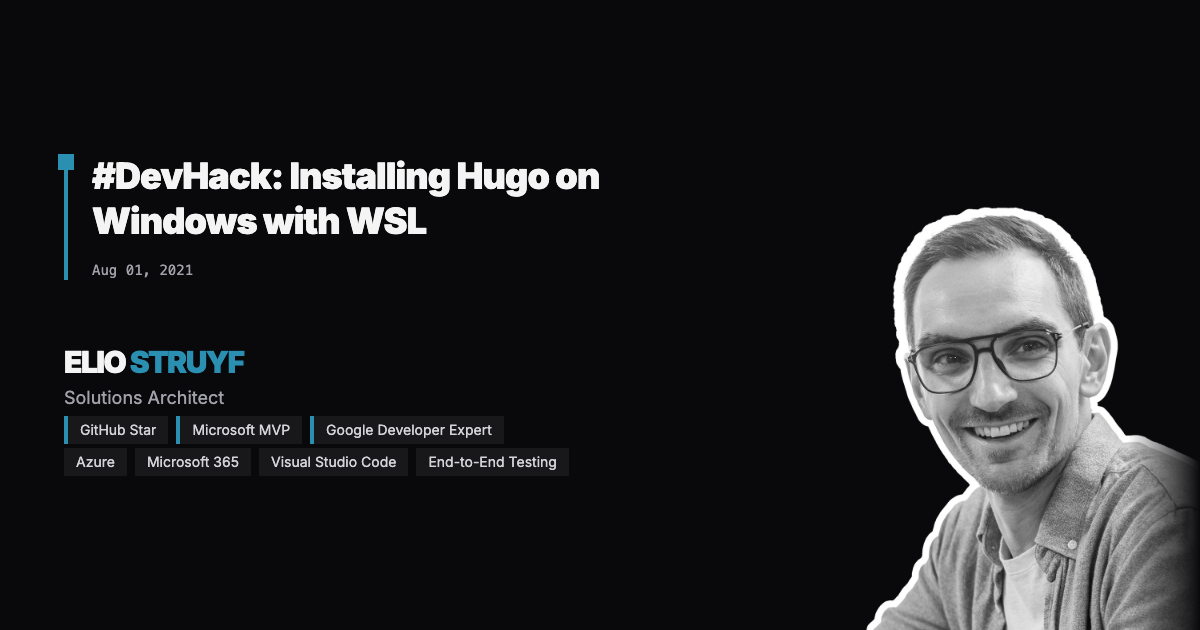 #DevHack: Installing Hugo on
Windows with WSL
Aug 01, 2021
ELIO STRUYF
Solutions Architect
GitHub Star Microsoft MVP Google Developer Expert
Azure Microsoft 365 Visual Studio Code End-to-End Testing